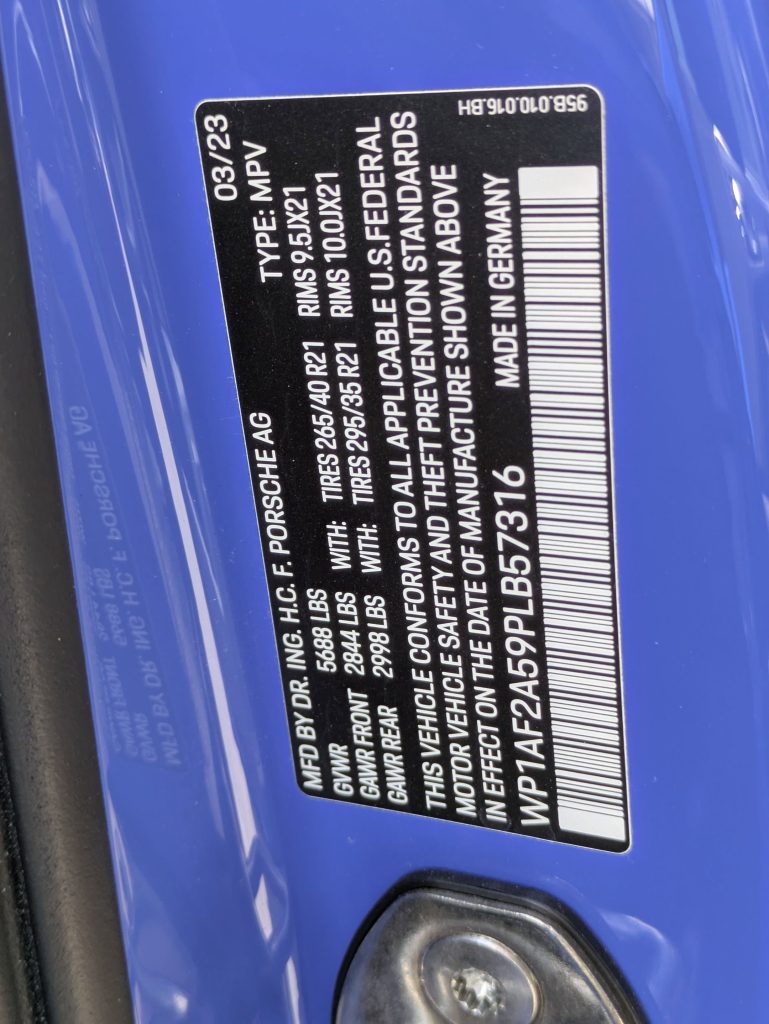 03/23
MFD BY DR. ING. H.C. F. PORSCHE AG TYPE: MPV
GVWR 5688 LBS
GAWR FRONT 2844 LBS WITH: TIRES 265/40 R21 RIMS 9.5JX21
GAWR REAR 2998 LBS WITH: TIRES 295/35 R21 RIMS 10.0JX21
THIS VEHICLE CONFORMS TO ALL APPLICABLE U.S.FEDERAL
MOTOR VEHICLE SAFETY AND THEFT PREVENTION STANDARDS
IN EFFECT ON THE DATE OF MANUFACTURE SHOWN ABOVE
WP1AF2A59PLB57316 MADE IN GERMANY
95B.010.016.BH